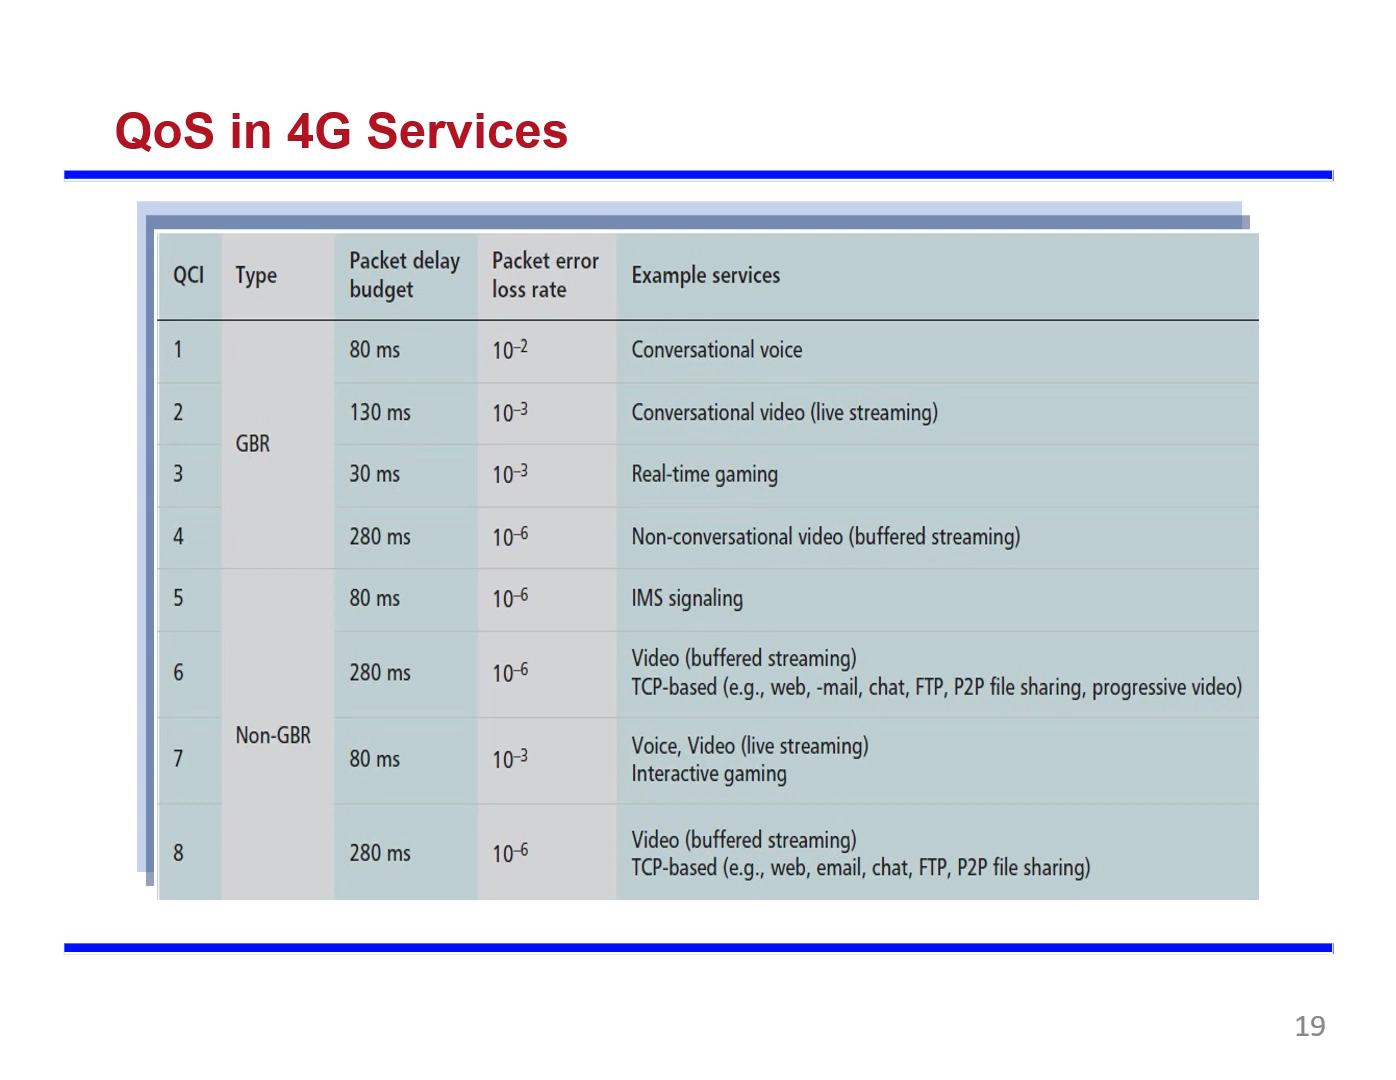 QoS in 4G Services
QCI Type Packet delay budget Packet error loss rate Example services
1 80 ms 10–2 Conversational voice
2 130 ms 10–3 Conversational video (live streaming)
GBR
3 30 ms 10–3 Real-time gaming
4 280 ms 10–6 Non-conversational video (buffered streaming)
5 80 ms 10–6 IMS signaling
6 280 ms 10–6 Video (buffered streaming)
TCP-based (e.g., web, -mail, chat, FTP, P2P file sharing, progressive video)
Non-GBR
7 80 ms 10–3 Voice, Video (live streaming)
Interactive gaming
8 280 ms 10–6 Video (buffered streaming)
TCP-based (e.g., web, email, chat, FTP, P2P file sharing)
19